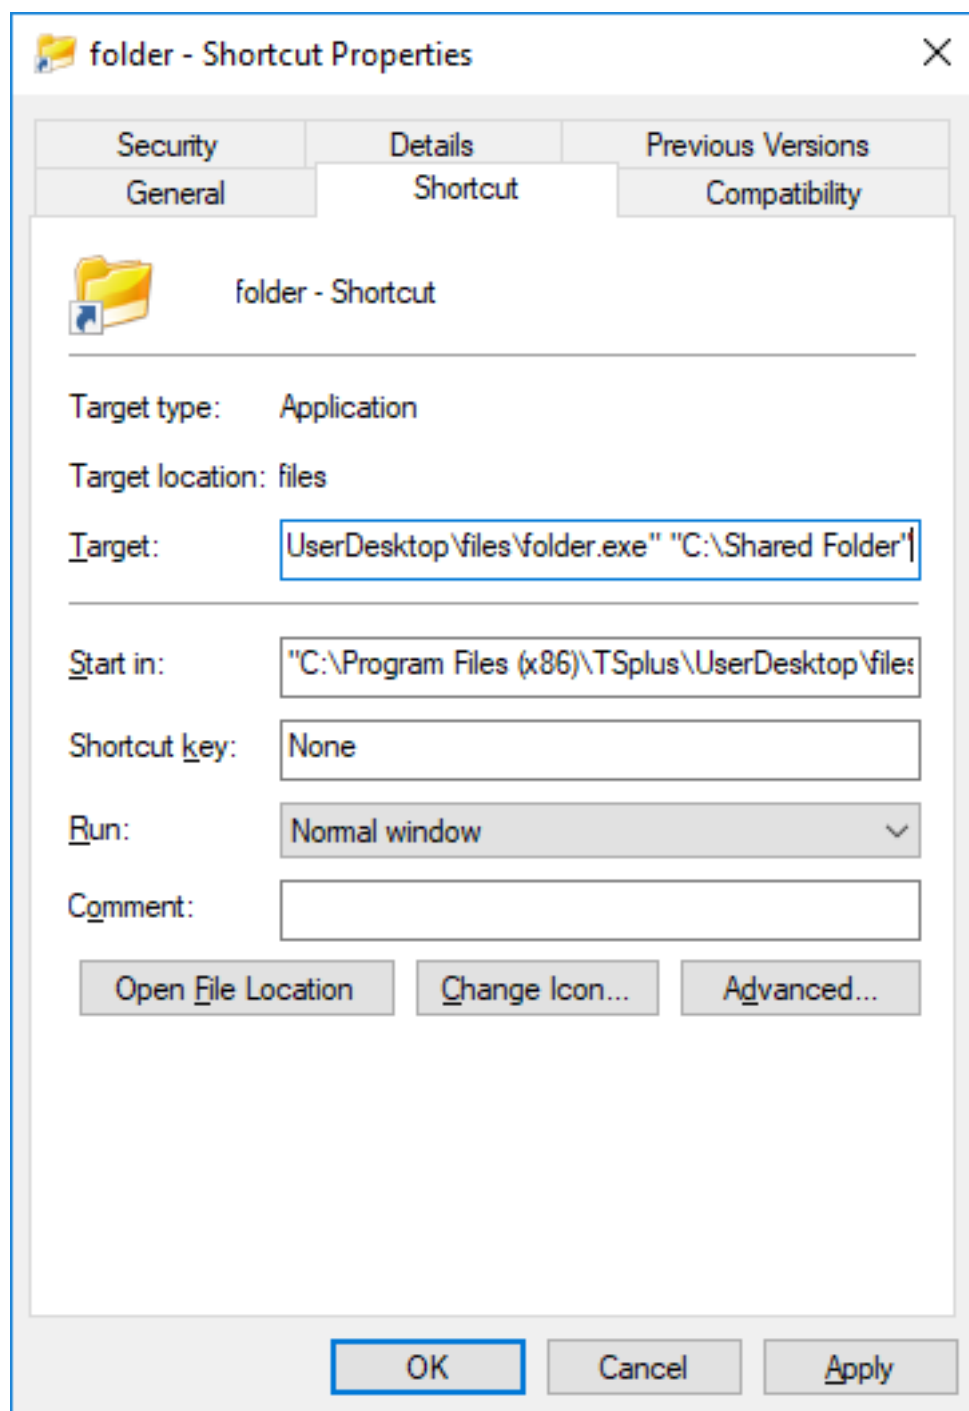 folder - Shortcut Properties
Security Details Previous Versions
General Shortcut Compatibility
folder - Shortcut
Target type: Application
Target location: files
Target: UserDesktop\files\folder.exe" "C:\Shared Folder"
Start in: "C:\Program Files (x86)\TSplus\UserDesktop\files
Shortcut key: None
Run: Normal window
Comment:
Open File Location Change Icon... Advanced...
OK Cancel Apply